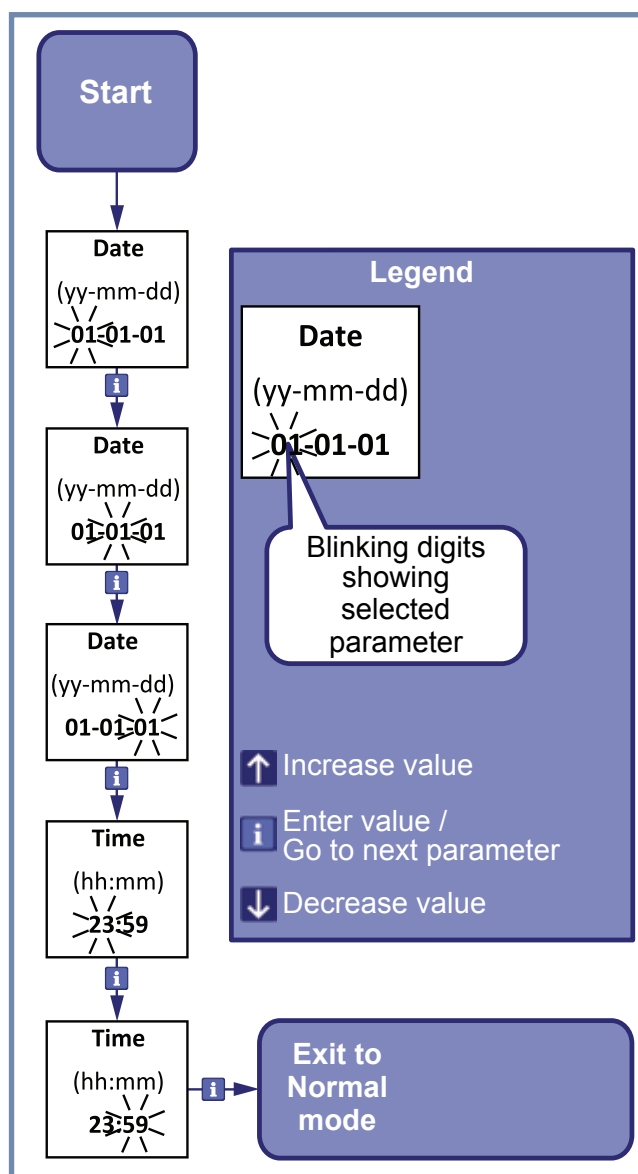 Start
Date
(yy-mm-dd)
01-01-01
i
Date
(yy-mm-dd)
01-01-01
i
Date
(yy-mm-dd)
01-01-01
i
Time
(hh:mm)
23:59
i
Time
(hh:mm)
23:59
i
Exit to
Normal
mode
Legend
Date
(yy-mm-dd)
01-01-01
Blinking digits
showing
selected
parameter
↑ Increase value
i Enter value /
Go to next parameter
↓ Decrease value